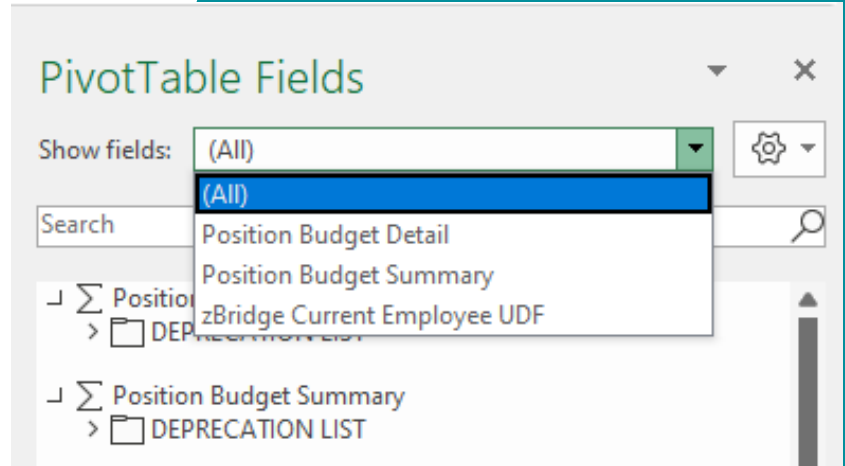 PivotTable Fields
Show fields: (All)
(All)
Search
Position Budget Detail
Position Budget Summary
zBridge Current Employee UDF
∑ Position
DEPRECATION LIST
∑ Position Budget Summary
DEPRECATION LIST